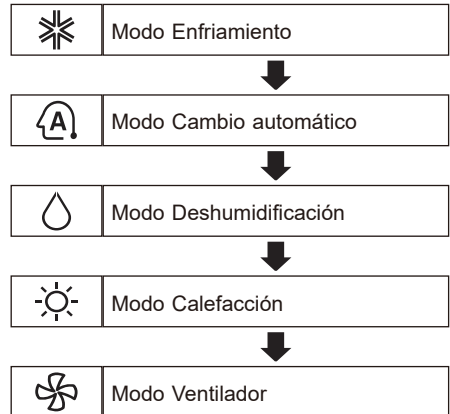 Modo Enfriamiento
A
Modo Cambio automático
Modo Deshumidificación
Modo Calefacción
Modo Ventilador